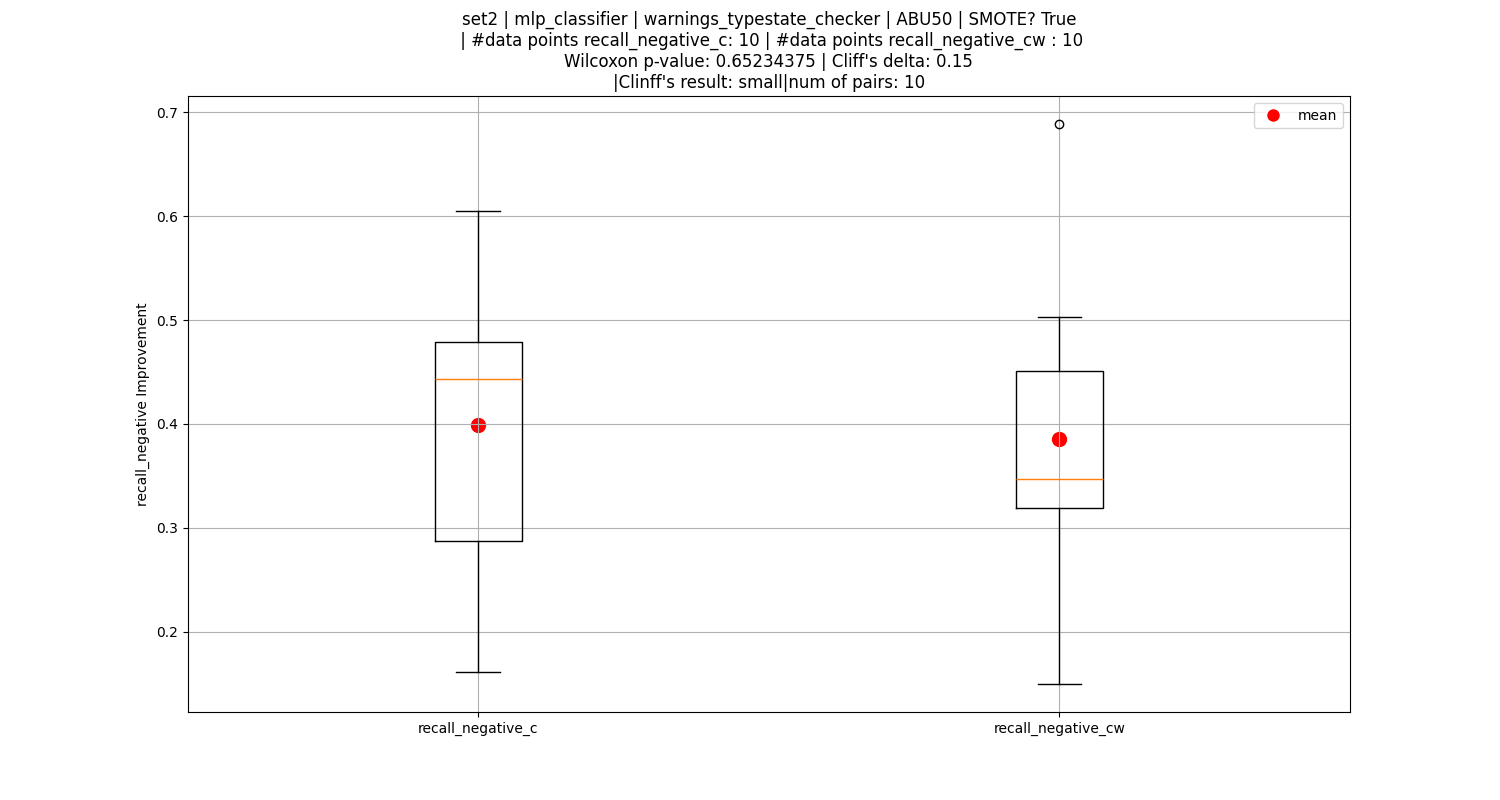 set2 | mlp_classifier | warnings_typestate_checker | ABU50 | SMOTE? True
| #data points recall_negative_c: 10 | #data points recall_negative_cw : 10
Wilcoxon p-value: 0.65234375 | Cliff's delta: 0.15
|Clinff's result: small|num of pairs: 10
mean
0.7
0.6
0.5
0.4
0.3
0.2
recall_negative Improvement
recall_negative_c
recall_negative_cw